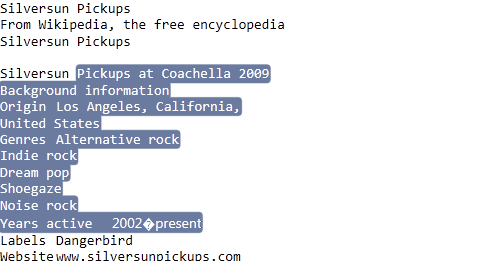 Silversun Pickups
From Wikipedia, the free encyclopedia
Silversun Pickups

Silversun Pickups at Coachella 2009
Background information
Origin Los Angeles, California,
United States
Genres Alternative rock
Indie rock
Dream pop
Shoegaze
Noise rock
Years active 2002�present
Labels Dangerbird
Website www.silversunpickups.com